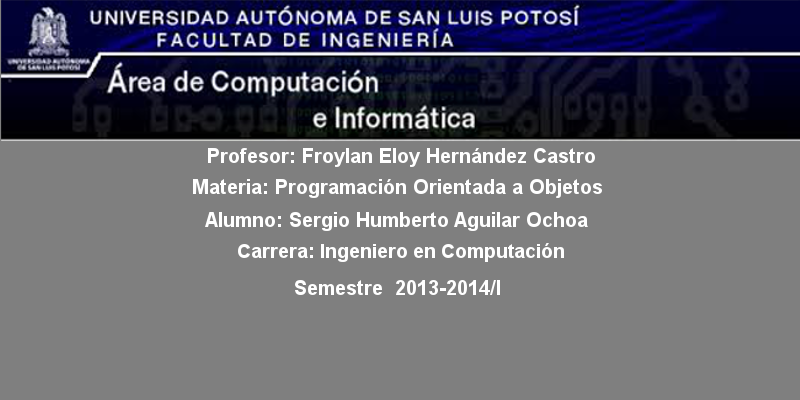 UNIVERSIDAD AUTÓNOMA DE SAN LUIS POTOSÍ
FACULTAD DE INGENIERÍA
UNIVERSIDAD AUTÓNOMA
DE SAN LUIS POTOSÍ
Área de Computación
e Informática
Profesor: Froylan Eloy Hernández Castro
Materia: Programación Orientada a Objetos
Alumno: Sergio Humberto Aguilar Ochoa
Carrera: Ingeniero en Computación
Semestre 2013-2014/I